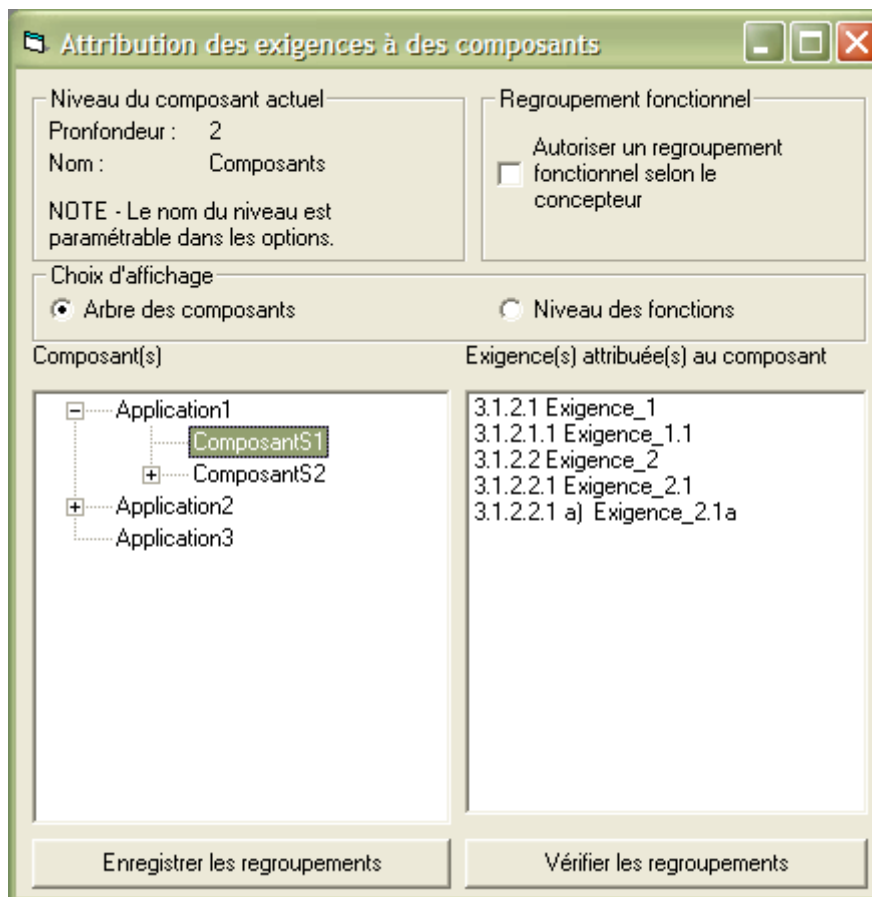 Attribution des exigences à des composants
Niveau du composant actuel
Pronfondeur : 2
Nom : Composants
NOTE - Le nom du niveau est
paramétrable dans les options.
Regroupement fonctionnel
Autoriser un regroupement
fonctionnel selon le
concepteur
Choix d'affichage
Arbre des composants
Niveau des fonctions
Composant(s)
Application1
ComposantS1
ComposantS2
Application2
Application3
Exigence(s) attribuée(s) au composant
3.1.2.1 Exigence_1
3.1.2.1.1 Exigence_1.1
3.1.2.2 Exigence_2
3.1.2.2.1 Exigence_2.1
3.1.2.2.1 a) Exigence_2.1a
Enregistrer les regroupements
Vérifier les regroupements